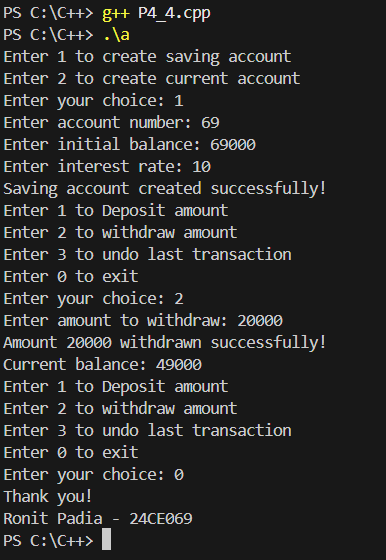 PS C:\C++> g++ P4_4.cpp
PS C:\C++> .\a
Enter 1 to create saving account
Enter 2 to create current account
Enter your choice: 1
Enter account number: 69
Enter initial balance: 69000
Enter interest rate: 10
Saving account created successfully!
Enter 1 to Deposit amount
Enter 2 to withdraw amount
Enter 3 to undo last transaction
Enter 0 to exit
Enter your choice: 2
Enter amount to withdraw: 20000
Amount 20000 withdrawn successfully!
Current balance: 49000
Enter 1 to Deposit amount
Enter 2 to withdraw amount
Enter 3 to undo last transaction
Enter 0 to exit
Enter your choice: 0
Thank you!
Ronit Padia - 24CE069
PS C:\C++>